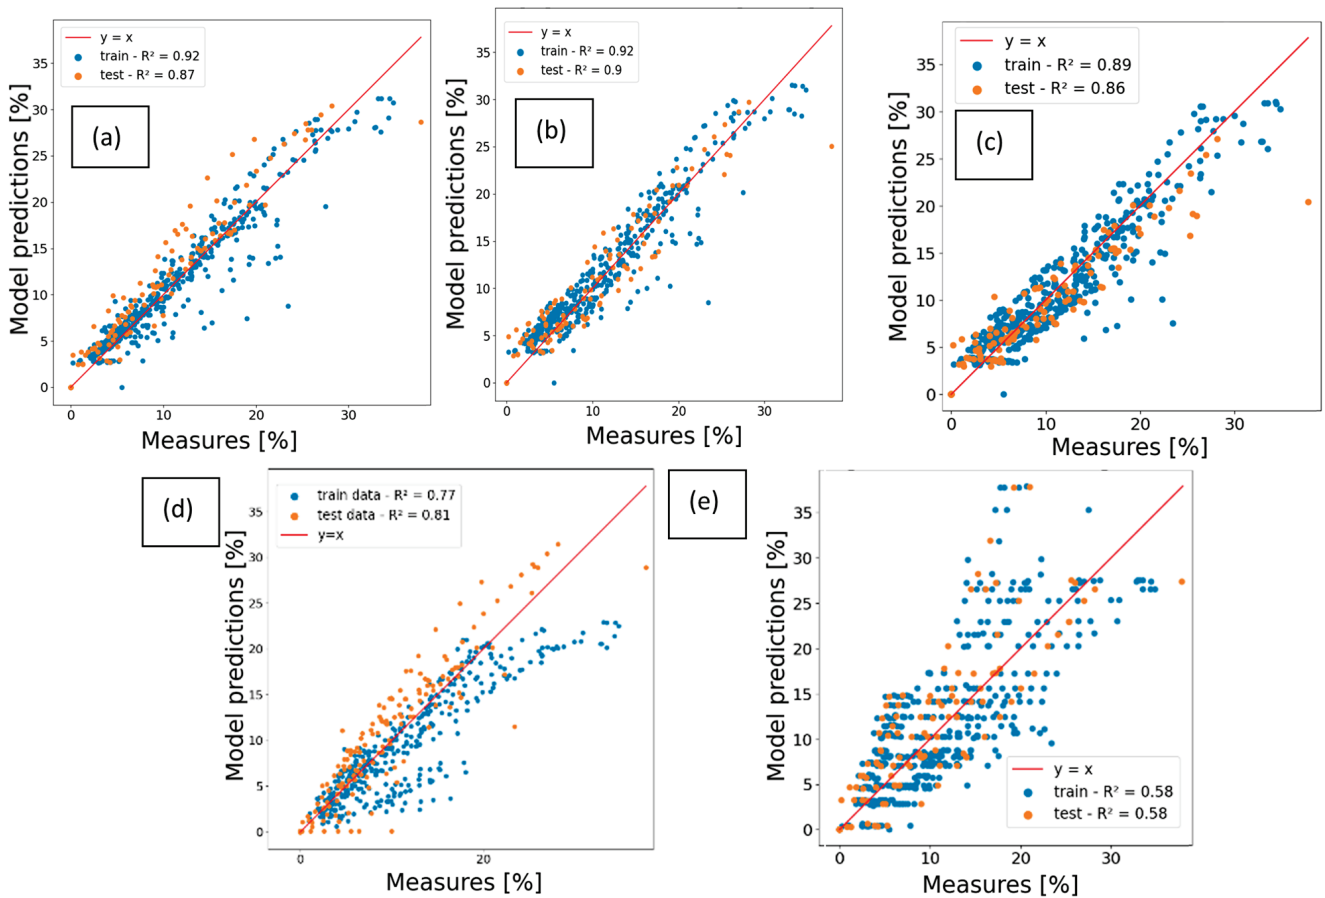 y = x
train - R² = 0.92
test - R² = 0.87
(a)
Model predictions [%]
35
30
25
20
15
10
5
0
0 10 20 30
Measures [%]
y = x
train - R² = 0.92
test - R² = 0.9
(b)
Model predictions [%]
35
30
25
20
15
10
5
0
0 10 20 30
Measures [%]
y = x
train - R² = 0.89
test - R² = 0.86
(c)
Model predictions [%]
35
30
25
20
15
10
5
0
0 10 20 30
Measures [%]
(d)
train data - R² = 0.77
test data - R² = 0.81
y=x
Model predictions [%]
35
30
25
20
15
10
5
0
0 20
Measures [%]
(e)
Model predictions [%]
35
30
25
20
15
10
5
0
y = x
train - R² = 0.58
test - R² = 0.58
0 10 20 30
Measures [%]